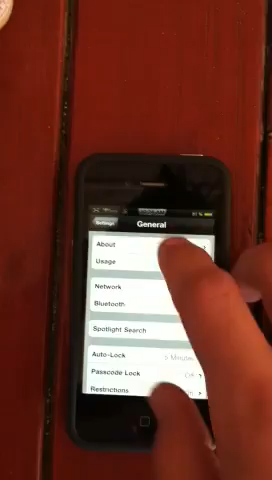 Settings
General
About
Usage
Network
Bluetooth
Spotlight Search
Auto-Lock
5 Minutes
Passcode Lock
Off
Restrictions